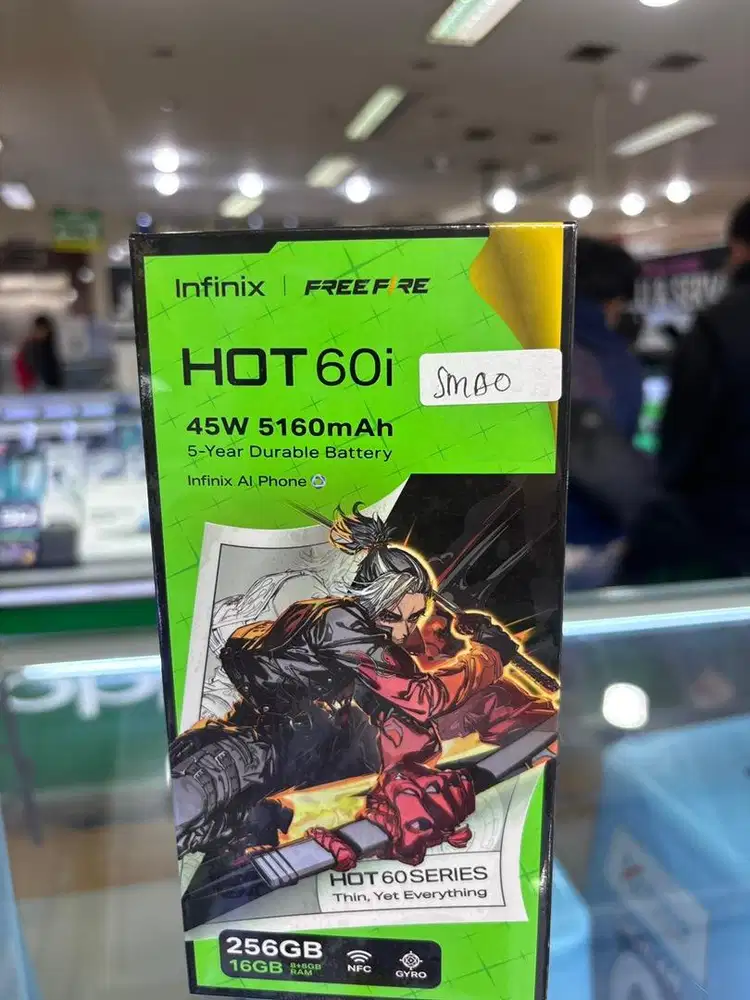 Infinix | FREE FIRE
HOT 60i
SMAO
45W 5160mAh
5-Year Durable Battery
Infinix AI Phone
HOT 60 SERIES
Thin, Yet Everything
256GB
16GB 8+8GB RAM
NFC
GYRO